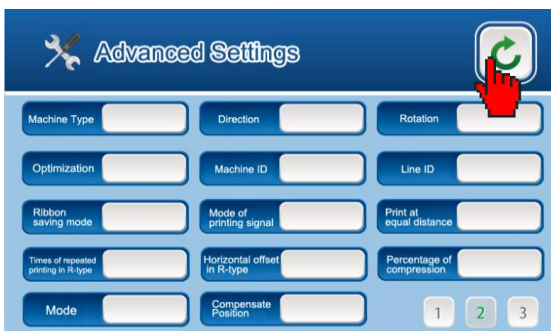 Advanced Settings
Machine Type
Direction
Rotation
Optimization
Machine ID
Line ID
Ribbon
saving mode
Mode of
printing signal
Print at
equal distance
Times of repeated
printing in R-type
Horizontal offset
in R-type
Percentage of
compression
Mode
Compensate
Position
1 2 3